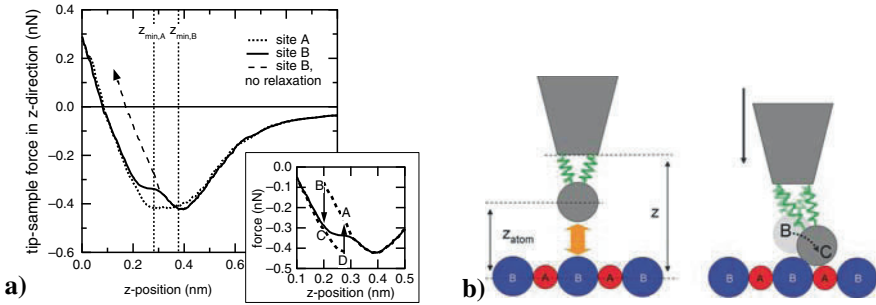 a)
tip-sample force in z-direction (nN)
0.4
0.2
0.0
−0.2
−0.4
−0.6
z_min,A
z_min,B
site A
site B
site B,
no relaxation
0.0
0.2
0.4
0.6
z-position (nm)
force (nN)
0.0
−0.1
−0.2
−0.3
−0.4
−0.5
B
A
C
D
0.1
0.2
0.3
0.4
0.5
z-position (nm)
b)
z
z_atom
B
A
B
A
B
B
C
B
A
B
A
B